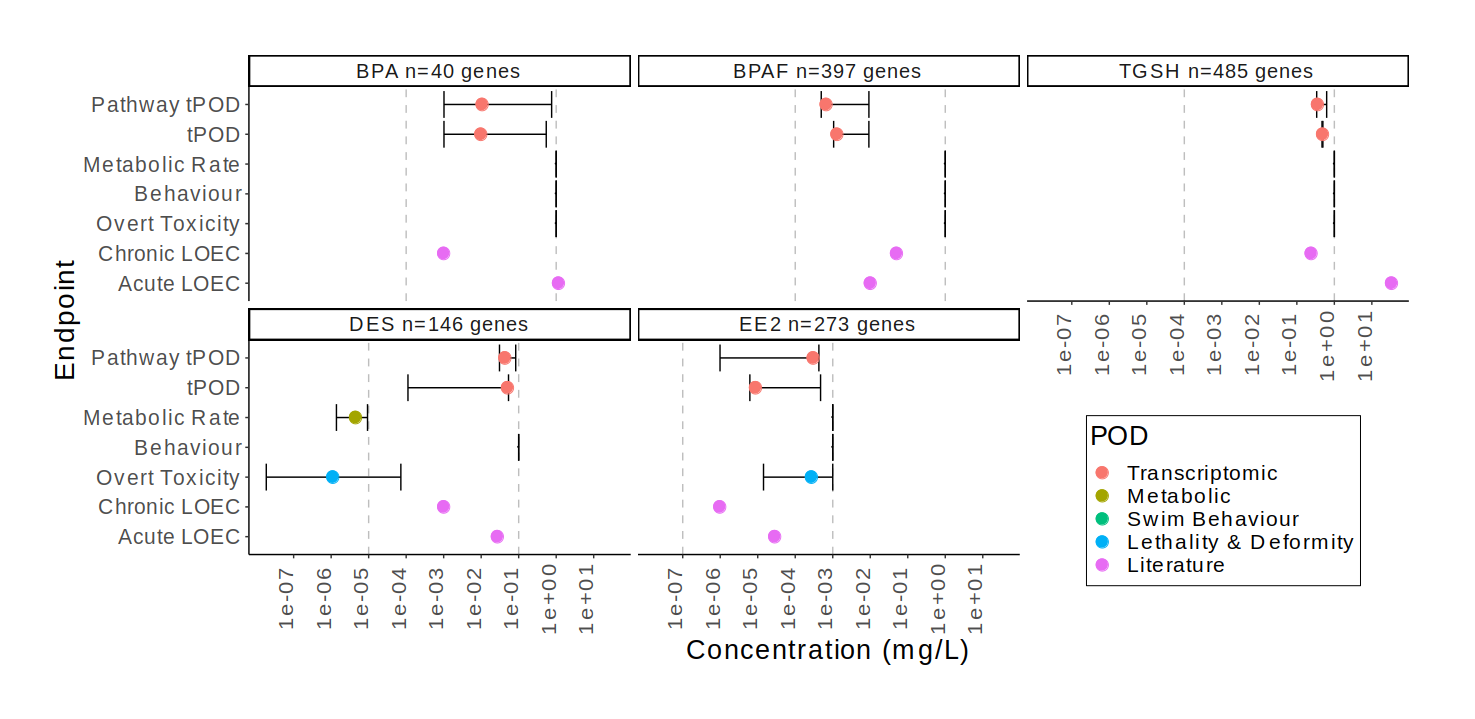 BPA n=40 genes
BPAF n=397 genes
TGSH n=485 genes
Pathway tPOD
tPOD
Metabolic Rate
Behaviour
Overt Toxicity
Chronic LOEC
Acute LOEC
Endpoint
1e-07
1e-06
1e-05
1e-04
1e-03
1e-02
1e-01
1e+00
1e+01
DES n=146 genes
EE2 n=273 genes
Pathway tPOD
tPOD
Metabolic Rate
Behaviour
Overt Toxicity
Chronic LOEC
Acute LOEC
1e-07
1e-06
1e-05
1e-04
1e-03
1e-02
1e-01
1e+00
1e+01
1e-07
1e-06
1e-05
1e-04
1e-03
1e-02
1e-01
1e+00
1e+01
Concentration (mg/L)
POD
Transcriptomic
Metabolic
Swim Behaviour
Lethality & Deformity
Literature